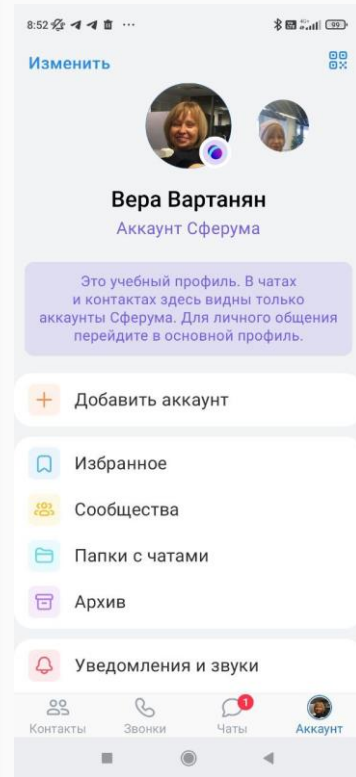 8:52
99
Изменить
Вера Вартанян
Аккаунт Сферума
Это учебный профиль. В чатах
и контактах здесь видны только
аккаунты Сферума. Для личного общения
перейдите в основной профиль.
Добавить аккаунт
Избранное
Сообщества
Папки с чатами
Архив
Уведомления и звуки
1
Контакты Звонки Чаты Аккаунт